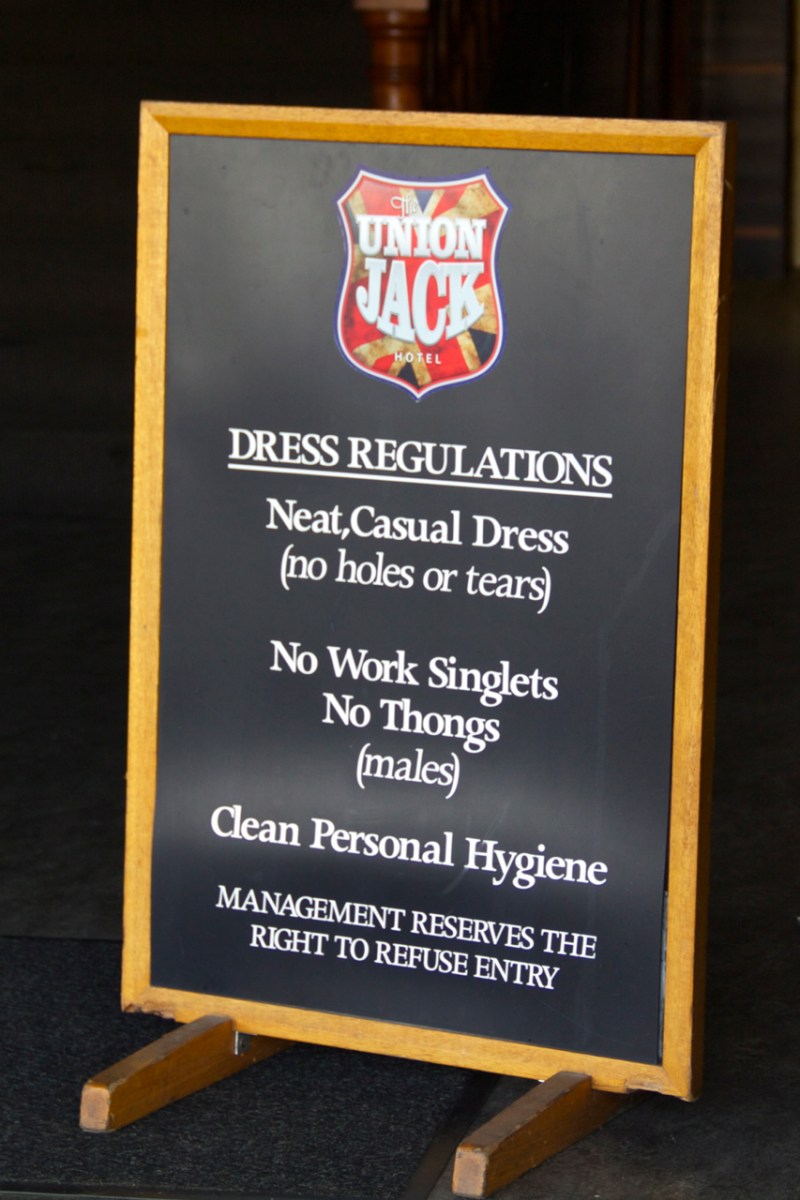 The
UNION
JACK
HOTEL
DRESS REGULATIONS
Neat,Casual Dress
(no holes or tears)
No Work Singlets
No Thongs
(males)
Clean Personal Hygiene
MANAGEMENT RESERVES THE
RIGHT TO REFUSE ENTRY